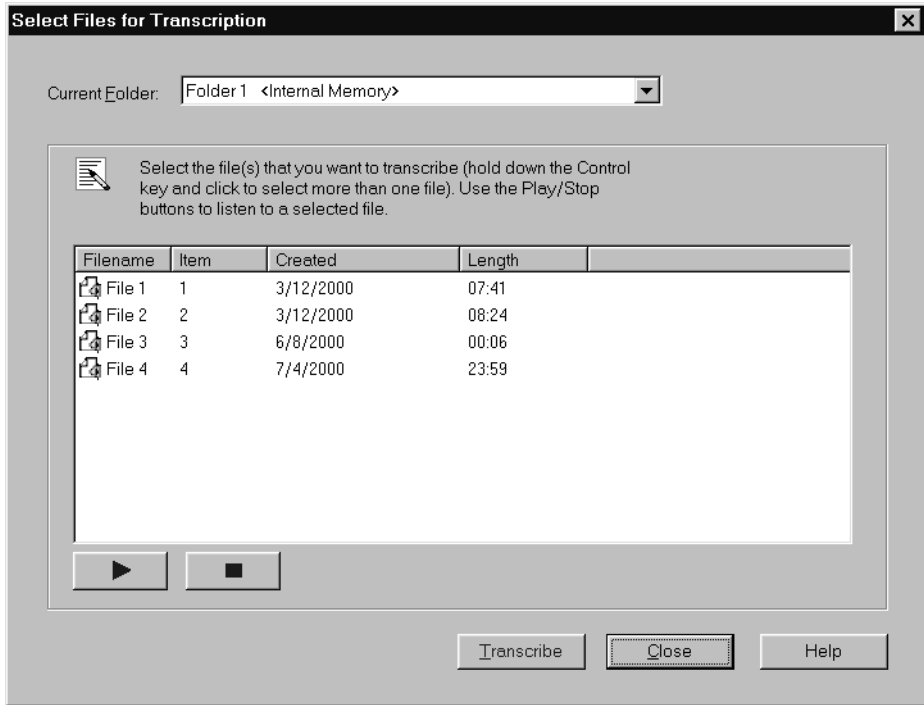 Select Files for Transcription
Current Folder: Folder 1 <Internal Memory>
Select the file(s) that you want to transcribe (hold down the Control
key and click to select more than one file). Use the Play/Stop
buttons to listen to a selected file.
Filename Item Created Length
File 1 1 3/12/2000 07:41
File 2 2 3/12/2000 08:24
File 3 3 6/8/2000 00:06
File 4 4 7/4/2000 23:59
Transcribe Close Help